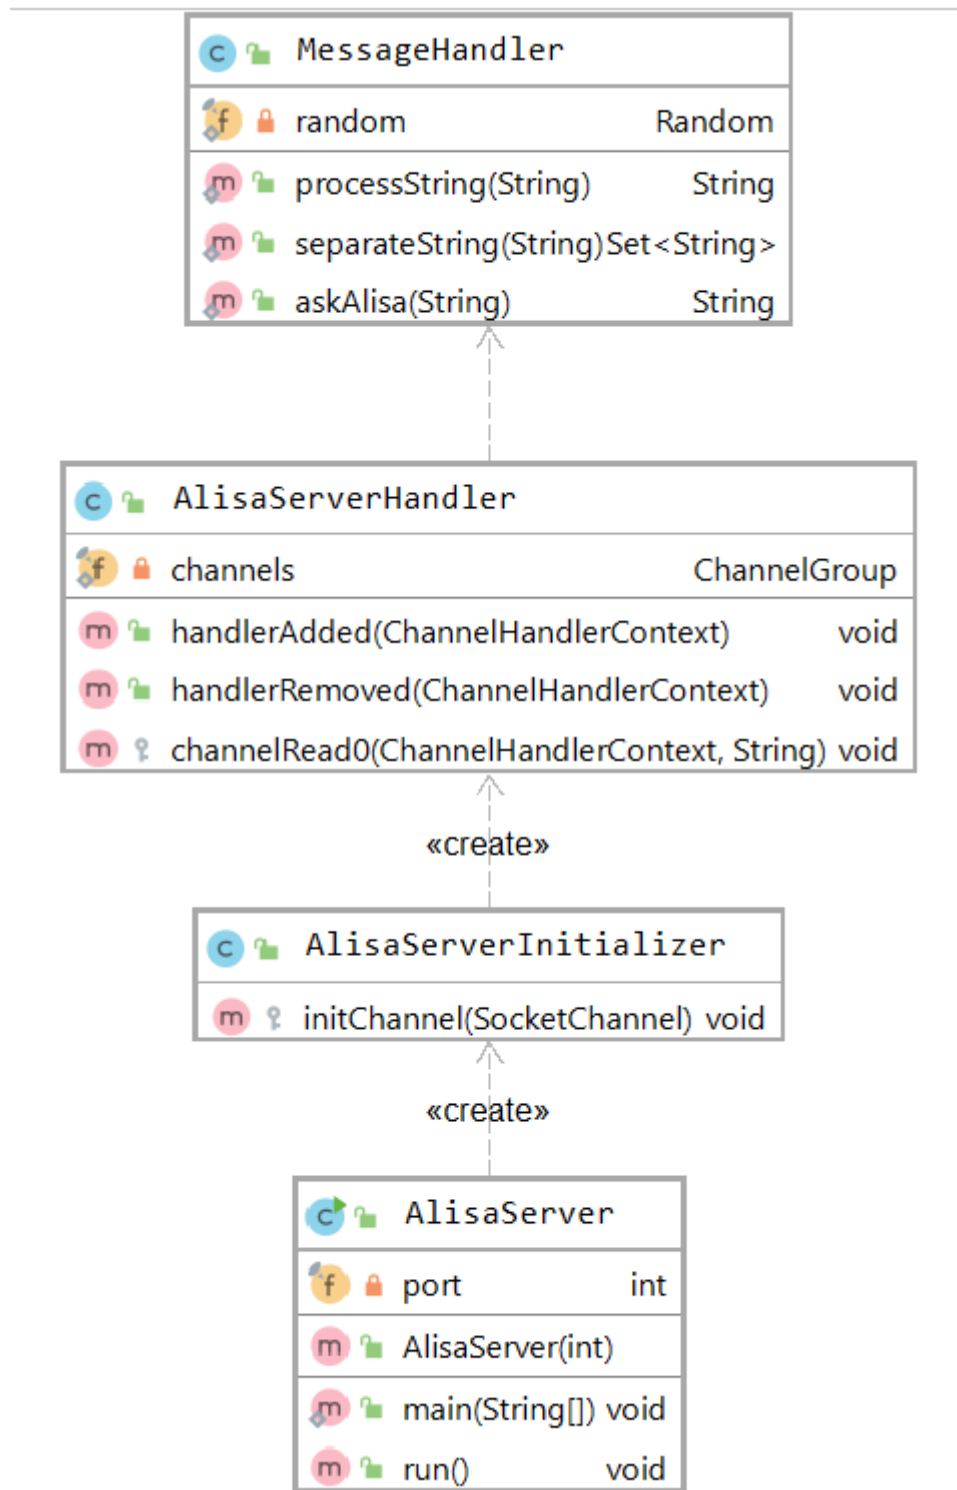 MessageHandler
random Random
processString(String) String
separateString(String) Set<String>
askAlisa(String) String
AlisaServerHandler
channels ChannelGroup
handlerAdded(ChannelHandlerContext) void
handlerRemoved(ChannelHandlerContext) void
channelRead0(ChannelHandlerContext, String) void
«create»
AlisaServerInitializer
initChannel(SocketChannel) void
«create»
AlisaServer
port int
AlisaServer(int)
main(String[]) void
run() void